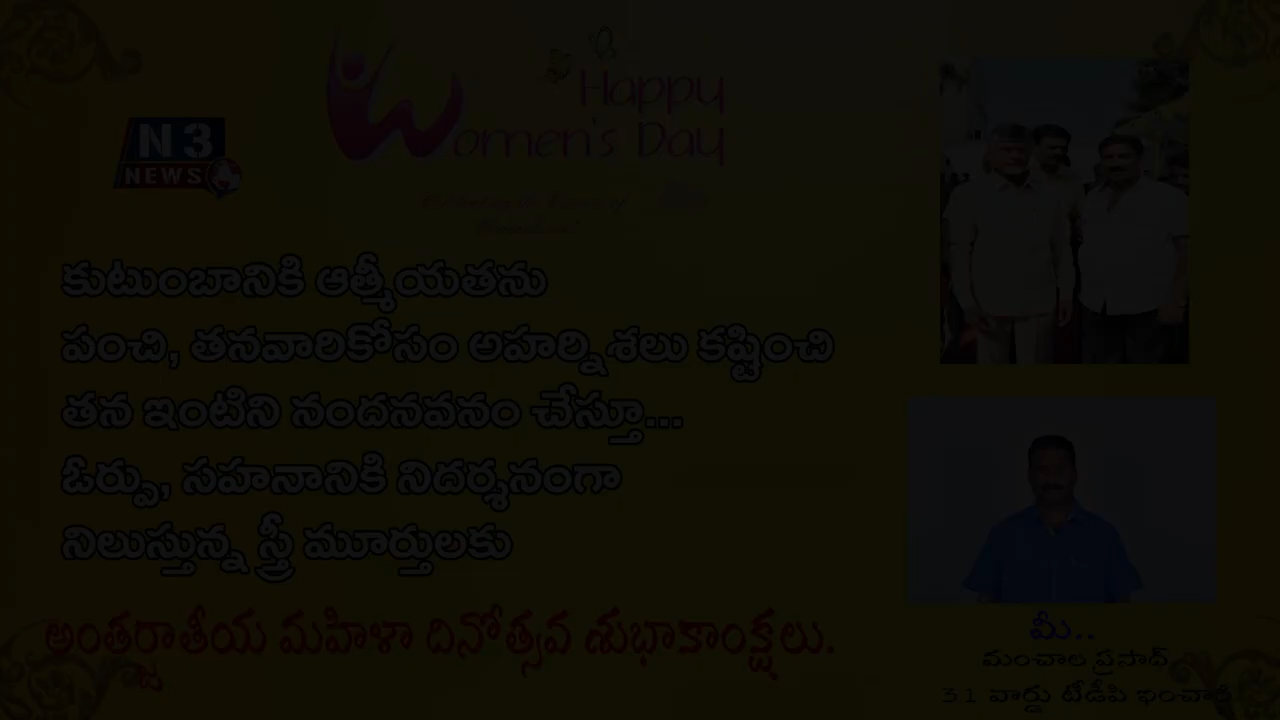 Happy
Women's Day
N3
NEWS
కుటుంబానికి ఆత్మీయతను
పంచి, తనవారికోసం అహర్నిశలు కష్టించి
తన ఇంటిని నందనవనం చేస్తూ...
ఓర్పు, సహనానికి నిదర్శనంగా
నిలుస్తున్న స్త్రీ మూర్తులకు
అంతర్జాతీయ మహిళా దినోత్సవ శుభాకాంక్షలు.
మీ..
మంచాల ప్రసాద్
31 వార్డు టీడీపి ఇంచార్జి